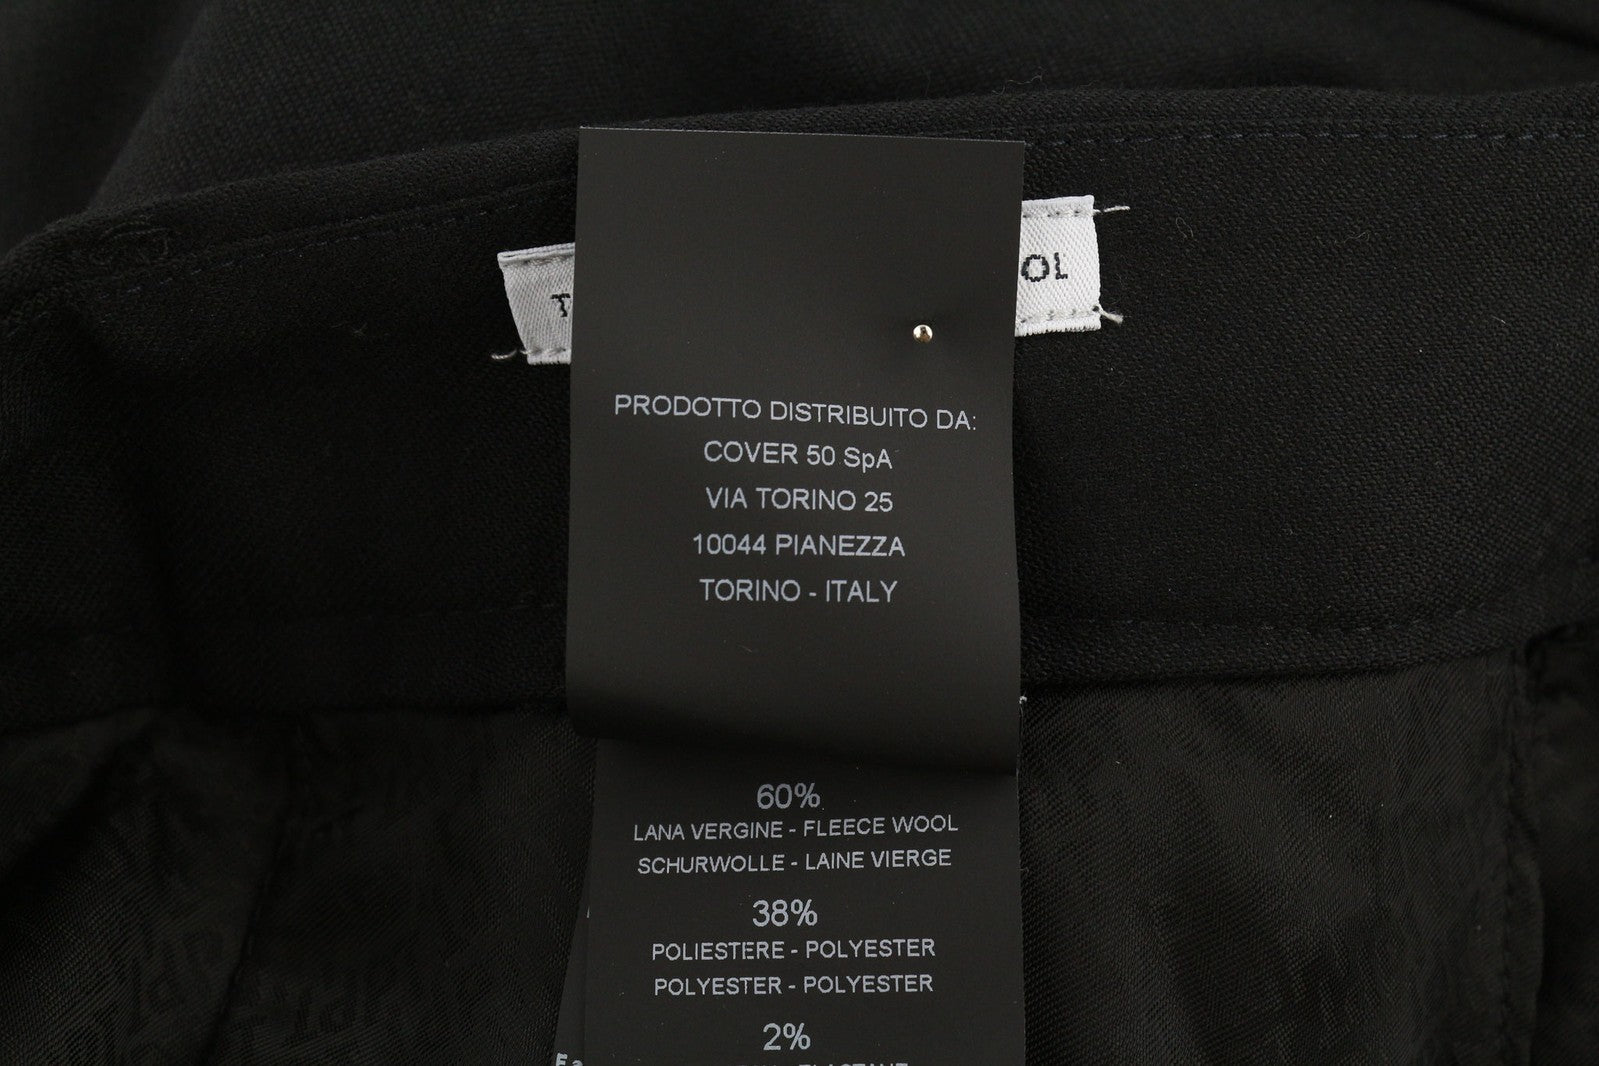 PRODOTTO DISTRIBUITO DA:
COVER 50 SpA
VIA TORINO 25
10044 PIANEZZA
TORINO - ITALY
60%
LANA VERGINE - FLEECE WOOL
SCHURWOLLE - LAINE VIERGE
38%
POLIESTERE - POLYESTER
POLYESTER - POLYESTER
2%